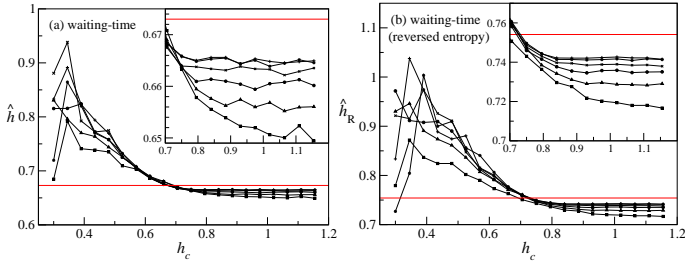 (a) waiting-time
0.67
0.66
0.65
0.7 0.8 0.9 1 1.1
1
0.9
0.8
0.7
0.6
ĥ
0.4 0.6 0.8 1 1.2
h_c
(b) waiting-time
(reversed entropy)
0.76
0.74
0.72
0.7
0.7 0.8 0.9 1 1.1
1.1
1
0.9
0.8
0.7
ĥ_R
0.4 0.6 0.8 1 1.2
h_c